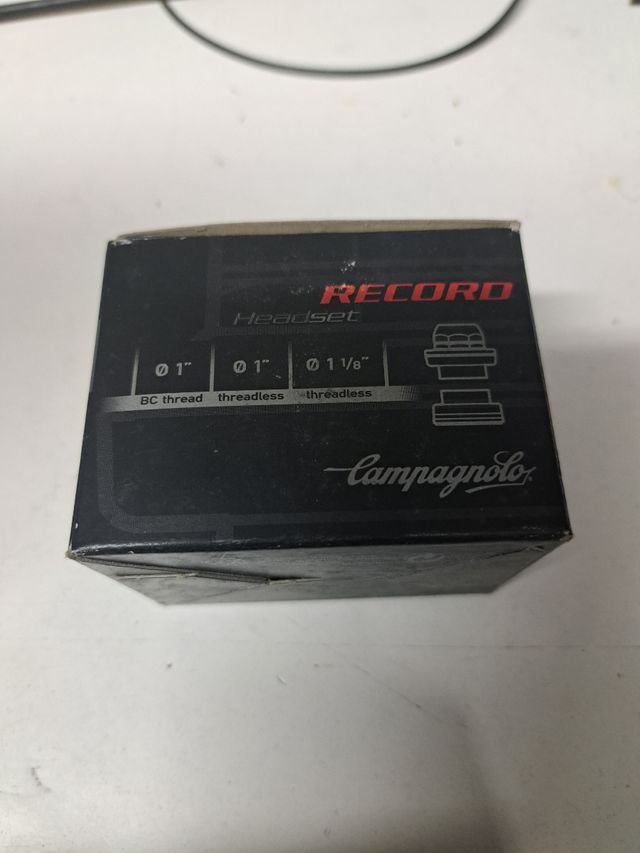 RECORD
Headset
Ø 1" Ø 1" Ø 1 1/8"
BC thread threadless threadless
Campagnolo